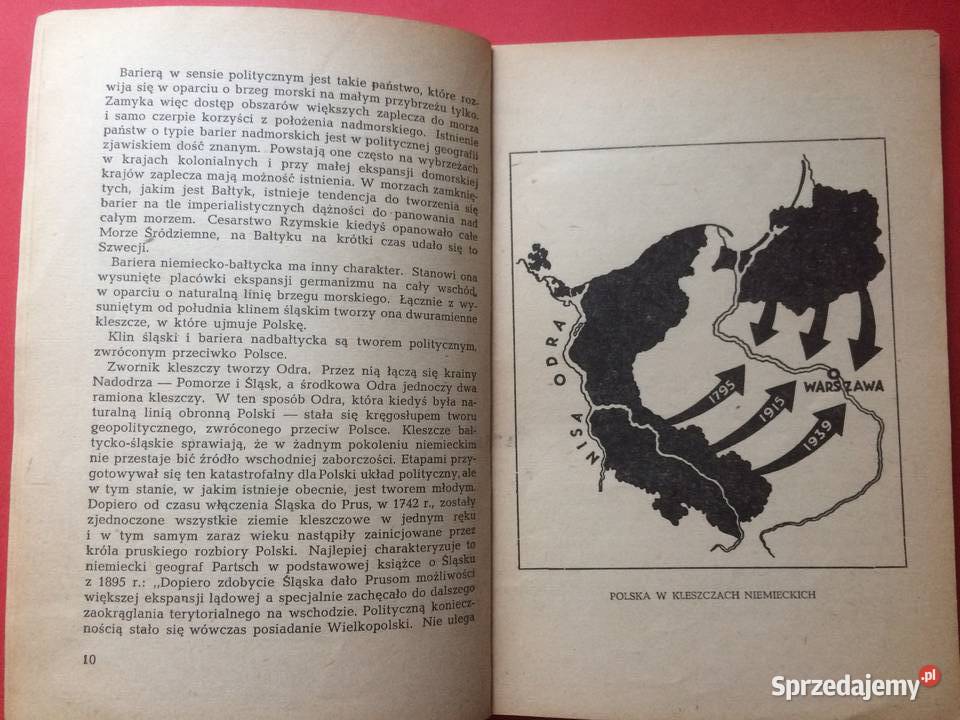 Barierą w sensie politycznym jest takie państwo, które roz-
wija się w oparciu o brzeg morski na małym przybrzeżu tylko.
Zamyka więc dostęp obszarów większych zaplecza do morza
i samo czerpie korzyści z położenia nadmorskiego. Istnienie
państw o typie barier nadmorskich jest w politycznej geografii
zjawiskiem dość znanym. Powstają one często na wybrzeżach
w krajach kolonialnych i przy małej ekspansji domorskiej
krajów zaplecza mają możność istnienia. W morzach zamknię-
tych, jakim jest Bałtyk, istnieje tendencja do tworzenia się
barier na tle imperialistycznych dążności do panowania nad
całym morzem. Cesarstwo Rzymskie kiedyś opanowało całe
Morze Śródziemne, na Bałtyku na krótki czas udało się to
Szwecji.
Bariera niemiecko-bałtycka ma inny charakter. Stanowi ona
wysunięte placówki ekspansji germanizmu na cały wschód,
w oparciu o naturalną linię brzegu morskiego. Łącznie z wy-
suniętym od południa klinem śląskim tworzy ona dwuramienne
kleszcze, w które ujmuje Polskę.
Klin śląski i bariera nadbałtycka są tworem politycznym,
zwróconym przeciwko Polsce.
Zwornik kleszczy tworzy Odra. Przez nią łączą się krainy
Nadodrza — Pomorze i Śląsk, a środkowa Odra jednoczy dwa
ramiona kleszczy. W ten sposób Odra, która kiedyś była na-
turalną linią obronną Polski — stała się kręgosłupem tworu
geopolitycznego, zwróconego przeciw Polsce. Kleszcze bał-
tycko-śląskie sprawiają, że w żadnym pokoleniu niemieckim
nie przestaje bić źródło wschodniej zaborczości. Etapami przy-
gotowywał się ten katastrofalny dla Polski układ polityczny, ale
w tym stanie, w jakim istnieje obecnie, jest tworem młodym.
Dopiero od czasu włączenia Śląska do Prus, w 1742 r., zostały
zjednoczone wszystkie ziemie kleszczowe w jednym ręku
i w tym samym zaraz wieku nastąpiły zainicjowane przez
króla pruskiego rozbiory Polski. Najlepiej charakteryzuje to
niemiecki geograf Partsch w podstawowej książce o Śląsku
z 1895 r.: „Dopiero zdobycie Śląska dało Prusom możliwości
większej ekspansji lądowej a specjalnie zachęcało do dalszego
zaokrąglania terytorialnego na wschodzie. Polityczną koniecz-
nością stało się wówczas posiadanie Wielkopolski. Nie ulega
10
NISA ODRA
WARSZAWA
1795
1915
1939
POLSKA W KLESZCZACH NIEMIECKICH
Sprzedajemy.pl